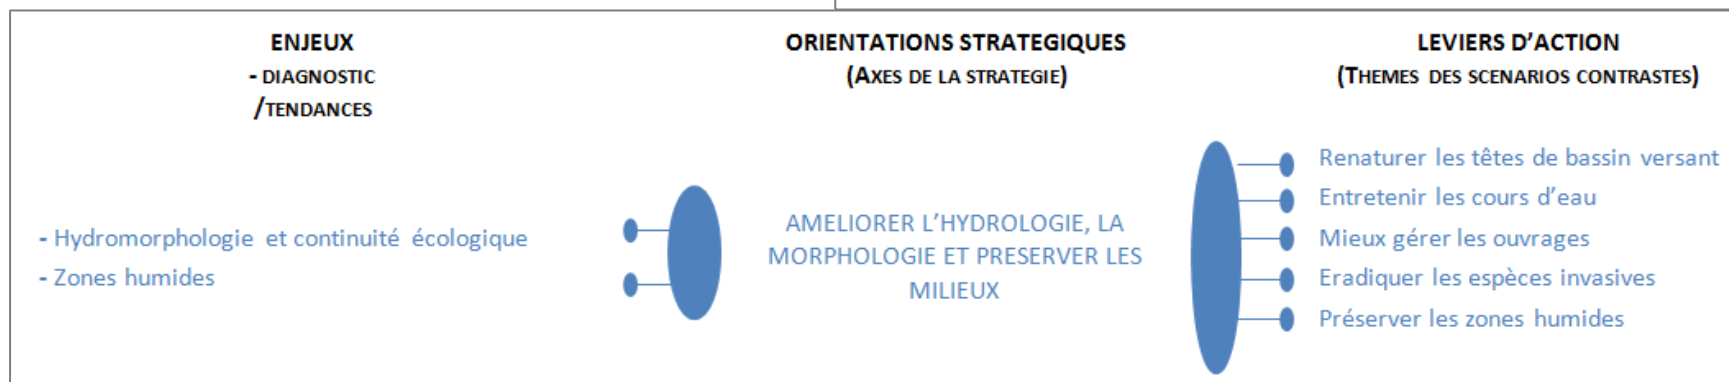 ENJEUX
- DIAGNOSTIC
/TENDANCES
- Hydromorphologie et continuité écologique
- Zones humides
ORIENTATIONS STRATEGIQUES
(AXES DE LA STRATEGIE)
AMELIORER L’HYDROLOGIE, LA
MORPHOLOGIE ET PRESERVER LES
MILIEUX
LEVIERS D’ACTION
(THEMES DES SCENARIOS CONTRASTES)
Renaturer les têtes de bassin versant
Entretenir les cours d’eau
Mieux gérer les ouvrages
Eradiquer les espèces invasives
Préserver les zones humides